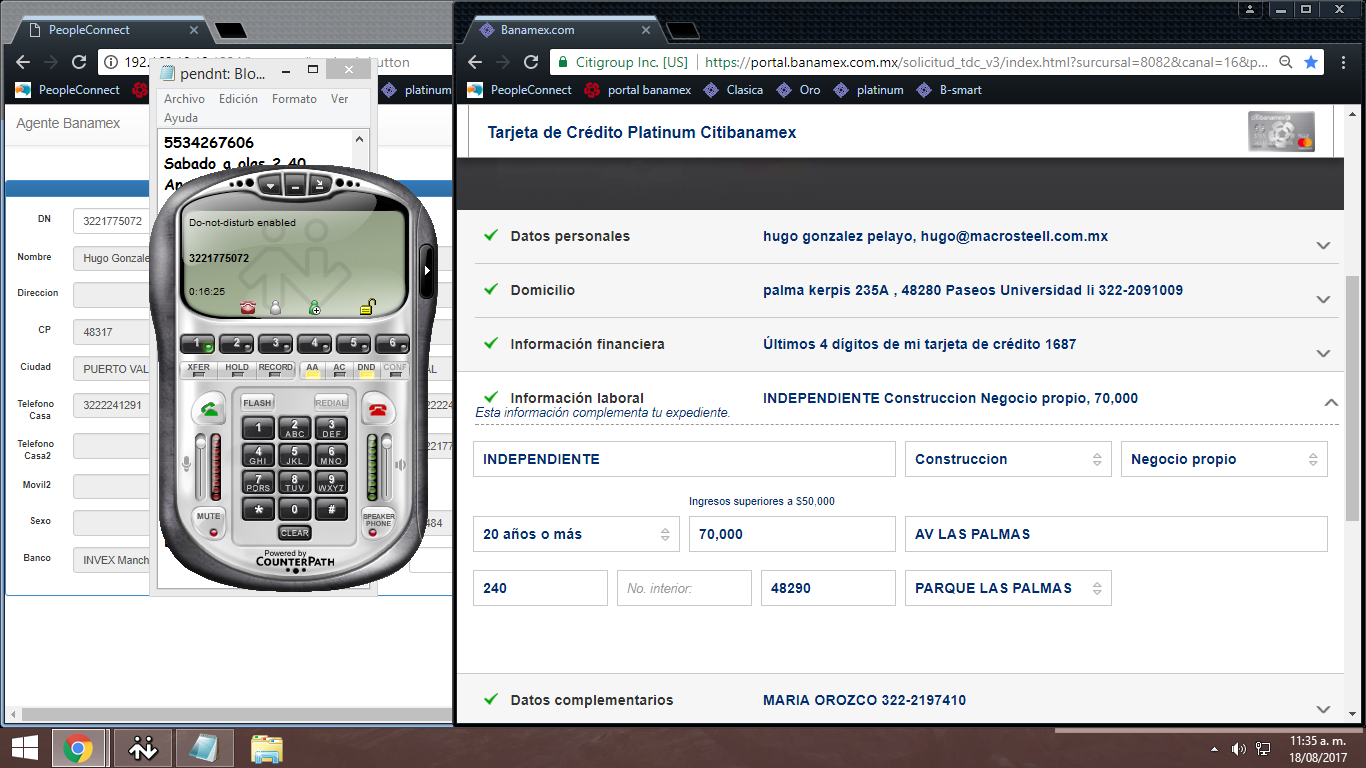 PeopleConnect
192.
button
PeopleConnect
platinum
Agente Banamex
DN
3221775072
Nombre
Hugo Gonzale
Direccion
CP
48317
Ciudad
PUERTO VAL
AL
Telefono
Casa
3222241291
2224
Telefono
Casa2
2177
Movil2
Sexo
484
Banco
INVEX Manch
pendnt: Blo...
Archivo Edición Formato Ver
Ayuda
5534267606
Sabado a olas 2 40
Do-not-disturb enabled
3221775072
0:16:25
1 2 3 4 5 6
XFER HOLD RECORD AA AC DND CONF
FLASH REDIAL
1 2 ABC 3 DEF
4 GHI 5 JKL 6 MNO
7 PQRS 8 TUV 9 WXYZ
* 0 #
MUTE
SPEAKER
PHONE
CLEAR
Powered by
COUNTERPATH
Banamex.com
Citigroup Inc. [US] https://portal.banamex.com.mx/solicitud_tdc_v3/index.html?surcursal=8082&canal=16&p...
PeopleConnect portal banamex Clasica Oro platinum B-smart
Tarjeta de Crédito Platinum Citibanamex
citibanamex
Datos personales hugo gonzalez pelayo, hugo@macrosteell.com.mx
Domicilio palma kerpis 235A , 48280 Paseos Universidad Ii 322-2091009
Información financiera Últimos 4 dígitos de mi tarjeta de crédito 1687
Información laboral INDEPENDIENTE Construccion Negocio propio, 70,000
Esta información complementa tu expediente.
INDEPENDIENTE Construccion Negocio propio
Ingresos superiores a $50,000
20 años o más 70,000 AV LAS PALMAS
240 No. interior: 48290 PARQUE LAS PALMAS
Datos complementarios MARIA OROZCO 322-2197410
11:35 a. m.
18/08/2017